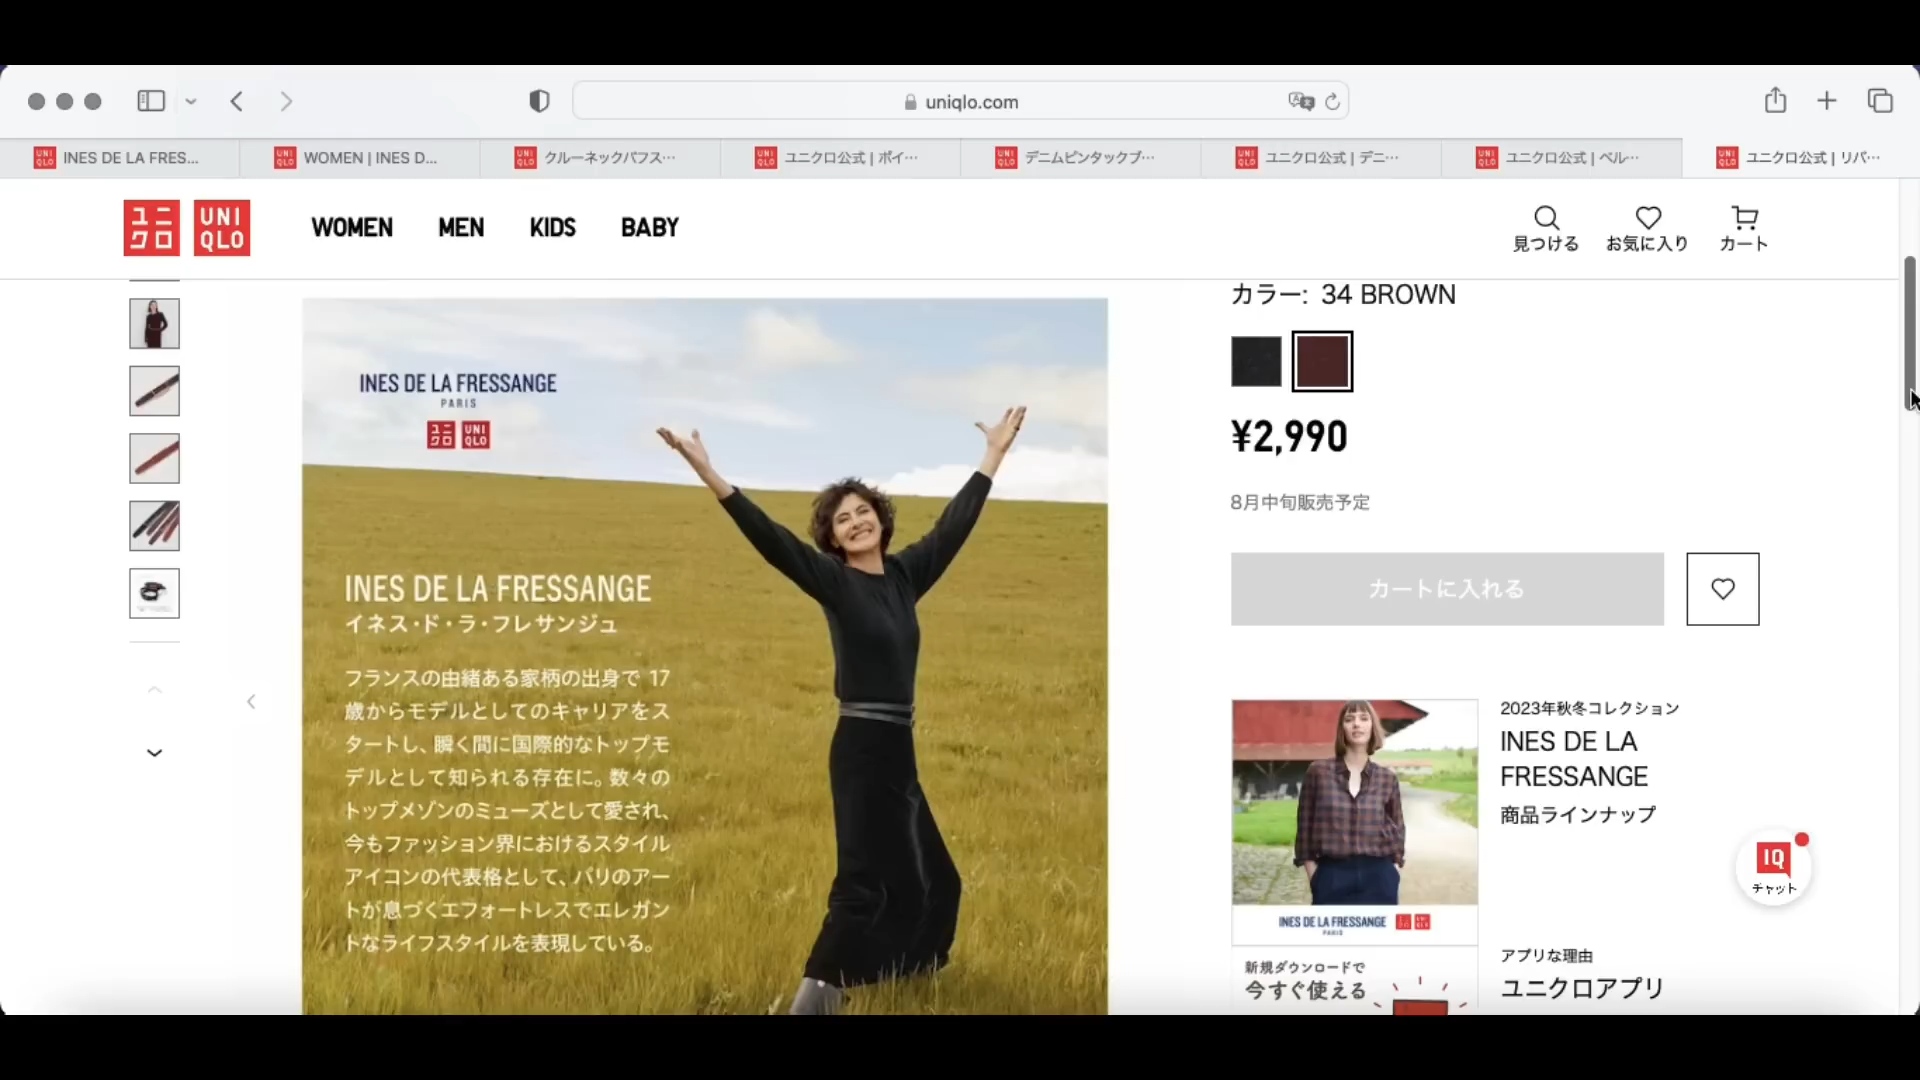 uniqlo.com
INES DE LA FRES...
WOMEN | INES D...
クルーネックパフス…
ユニクロ公式 | ポイ…
デニムピンタックブ…
ユニクロ公式 | デニ…
ユニクロ公式 | ベル…
ユニクロ公式 | リバ…
ユニ
クロ
UNI
QLO
WOMEN
MEN
KIDS
BABY
見つける
お気に入り
カート
カラー: 34 BROWN
¥2,990
8月中旬販売予定
カートに入れる
INES DE LA FRESSANGE
PARIS
ユニ
クロ
UNI
QLO
INES DE LA FRESSANGE
イネス・ド・ラ・フレサンジュ
フランスの由緒ある家柄の出身で 17
歳からモデルとしてのキャリアをス
タートし、瞬く間に国際的なトップモ
デルとして知られる存在に。数々の
トップメゾンのミューズとして愛され、
今もファッション界におけるスタイル
アイコンの代表格として、パリのアー
トが息づくエフォートレスでエレガン
トなライフスタイルを表現している。
2023年秋冬コレクション
INES DE LA
FRESSANGE
商品ラインナップ
INES DE LA FRESSANGE
PARIS
IQ
チャット
アプリな理由
ユニクロアプリ
新規ダウンロードで
今すぐ使える